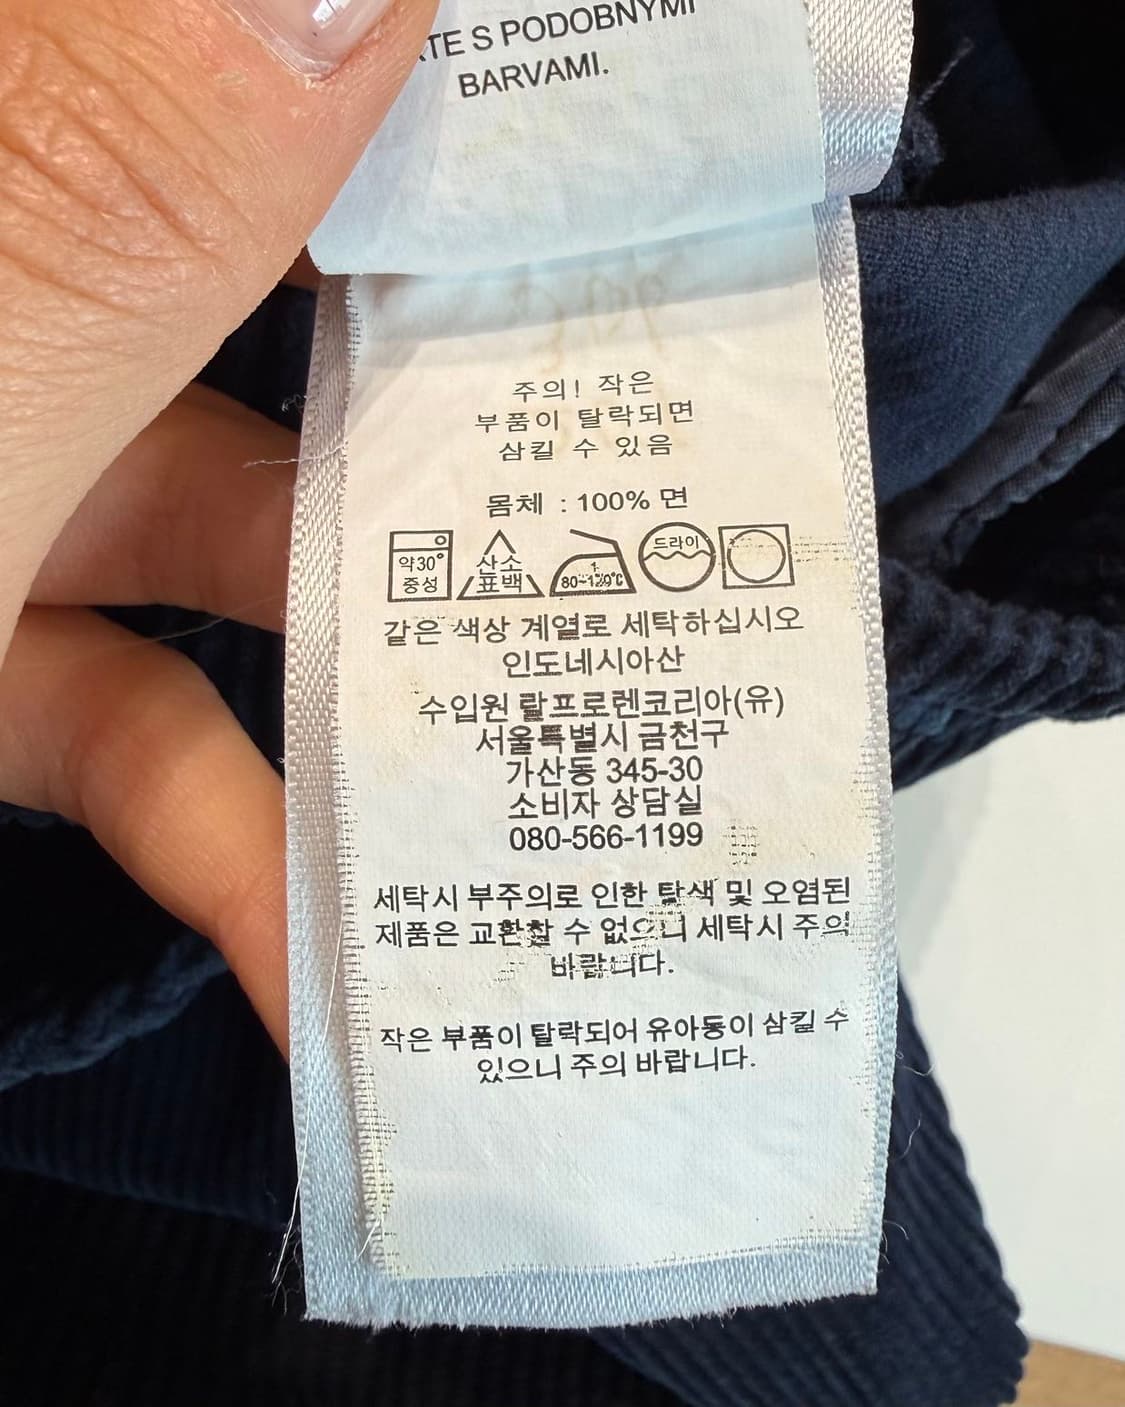 S PODOBNYMI
BARVAMI.
주의! 작은
부품이 탈락되면
삼킬 수 있음
몸체 : 100% 면
약30°
중성
산소
표백
1
80~120°C
드라이
같은 색상 계열로 세탁하십시오
인도네시아산
수입원 랄프로렌코리아(유)
서울특별시 금천구
가산동 345-30
소비자 상담실
080-566-1199
세탁시 부주의로 인한 탈색 및 오염된
제품은 교환할 수 없으니 세탁시 주의
바랍니다.
작은 부품이 탈락되어 유아동이 삼킬 수
있으니 주의 바랍니다.